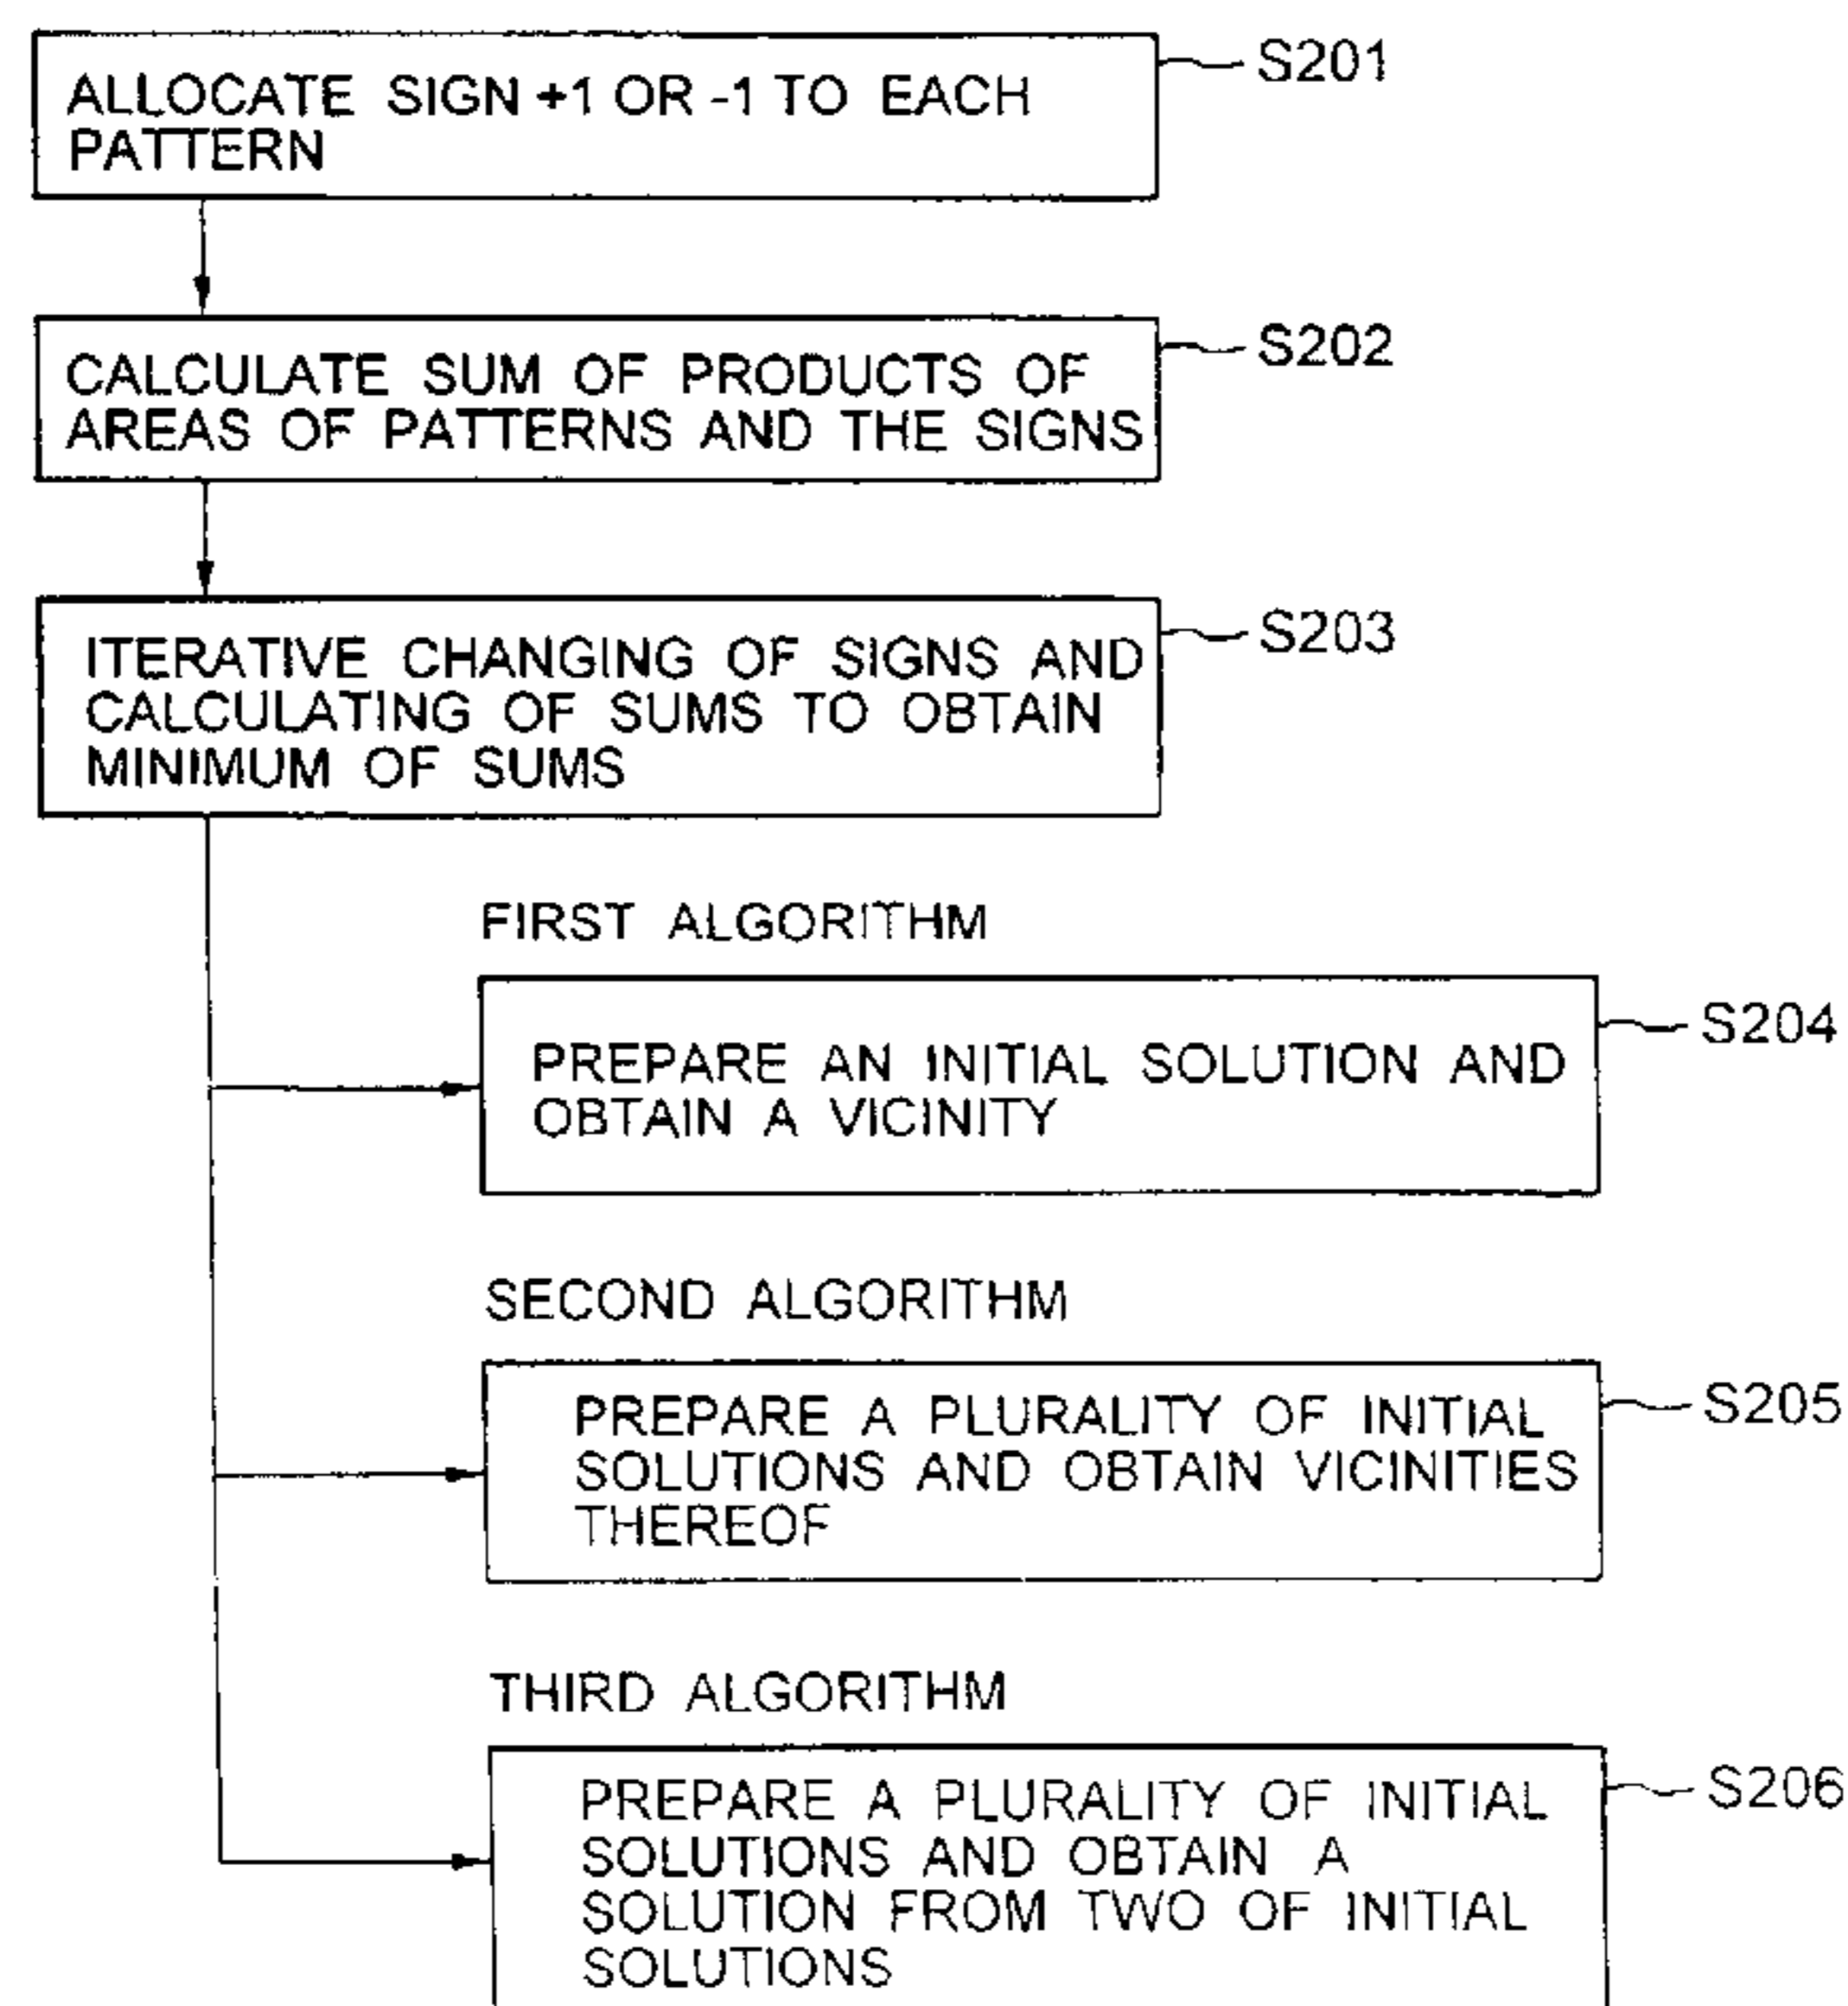 ALLOCATE SIGN +1 OR -1 TO EACH
PATTERN
S201
CALCULATE SUM OF PRODUCTS OF
AREAS OF PATTERNS AND THE SIGNS
S202
ITERATIVE CHANGING OF SIGNS AND
CALCULATING OF SUMS TO OBTAIN
MINIMUM OF SUMS
S203
FIRST ALGORITHM
PREPARE AN INITIAL SOLUTION AND
OBTAIN A VICINITY
S204
SECOND ALGORITHM
PREPARE A PLURALITY OF INITIAL
SOLUTIONS AND OBTAIN VICINITIES
THEREOF
S205
THIRD ALGORITHM
PREPARE A PLURALITY OF INITIAL
SOLUTIONS AND OBTAIN A
SOLUTION FROM TWO OF INITIAL
SOLUTIONS
S206